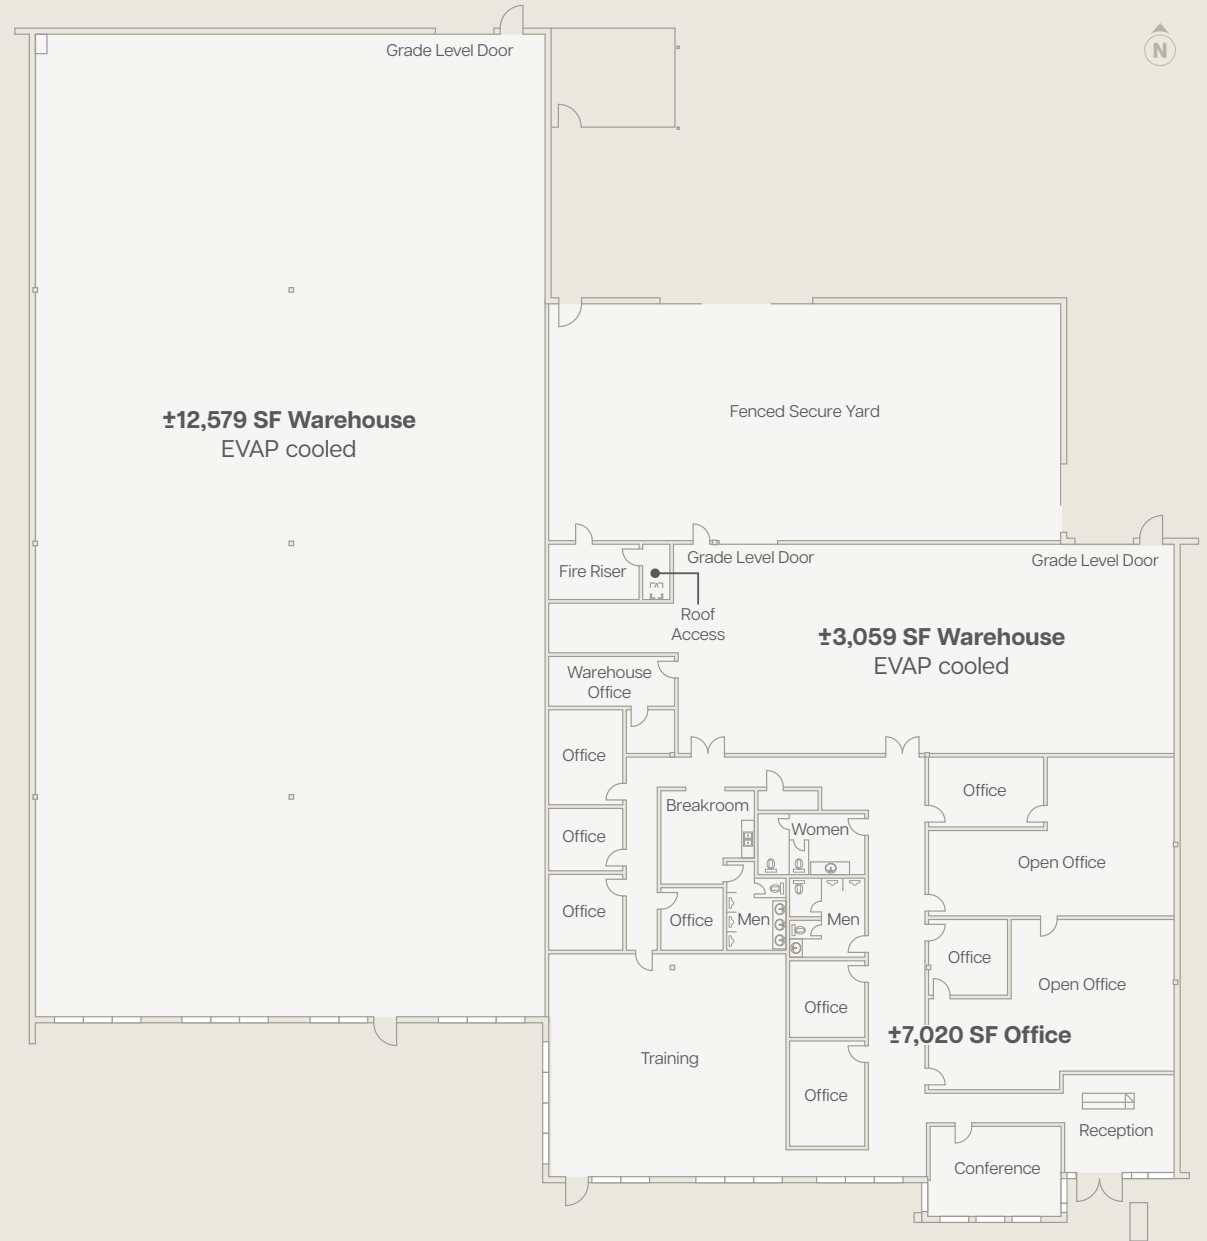 Grade Level Door
N
±12,579 SF Warehouse
EVAP cooled
Fenced Secure Yard
Fire Riser
Grade Level Door
Grade Level Door
Roof
Access
±3,059 SF Warehouse
EVAP cooled
Warehouse
Office
Office
Office
Breakroom
Women
Office
Open Office
Office
Office
Men
Men
Office
Open Office
Office
±7,020 SF Office
Training
Office
Reception
Conference